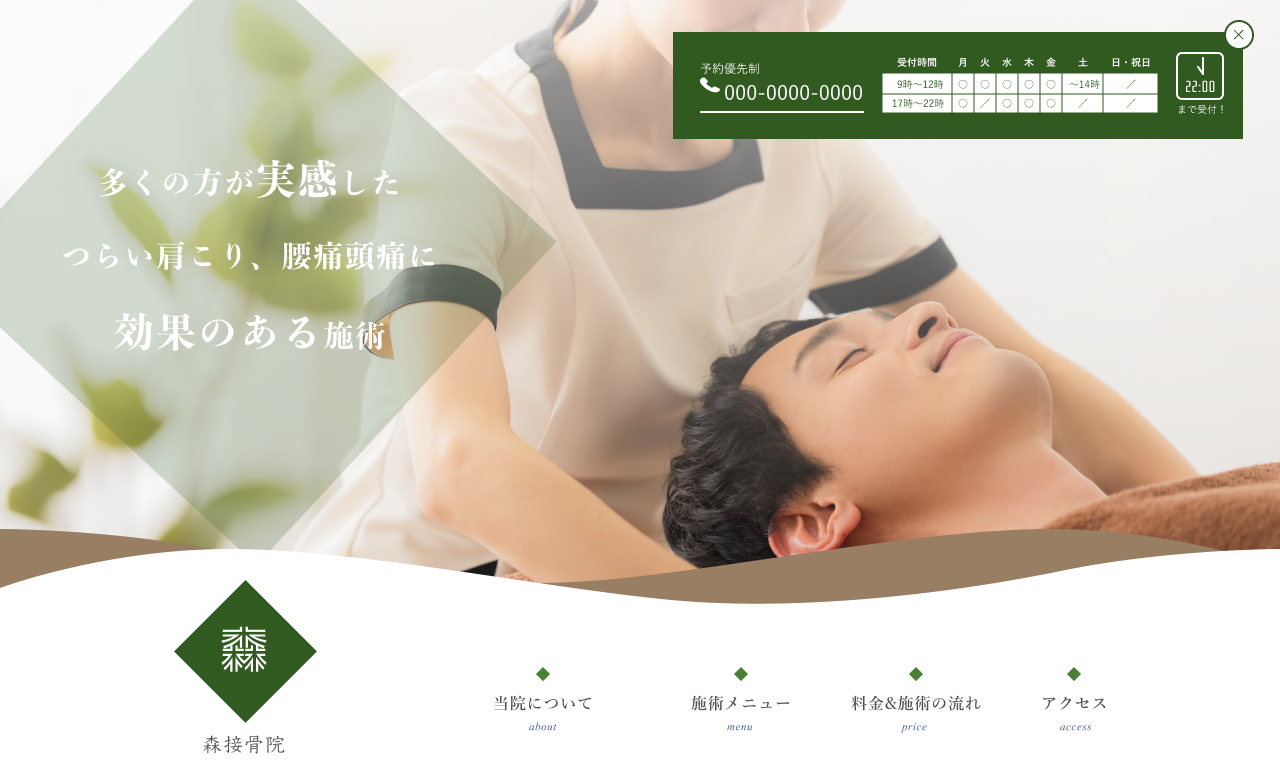 多くの方が実感した
つらい肩こり、腰痛頭痛に
効果のある施術
予約優先制
000-0000-0000
受付時間 月 火 水 木 金 土 日・祝日
9時〜12時 ○ ○ ○ ○ ○ 〜14時 ／
17時〜22時 ○ ／ ○ ○ ○ ／ ／
22:00
まで受付！
森
森接骨院
当院について 施術メニュー 料金&施術の流れ アクセス
about menu price access